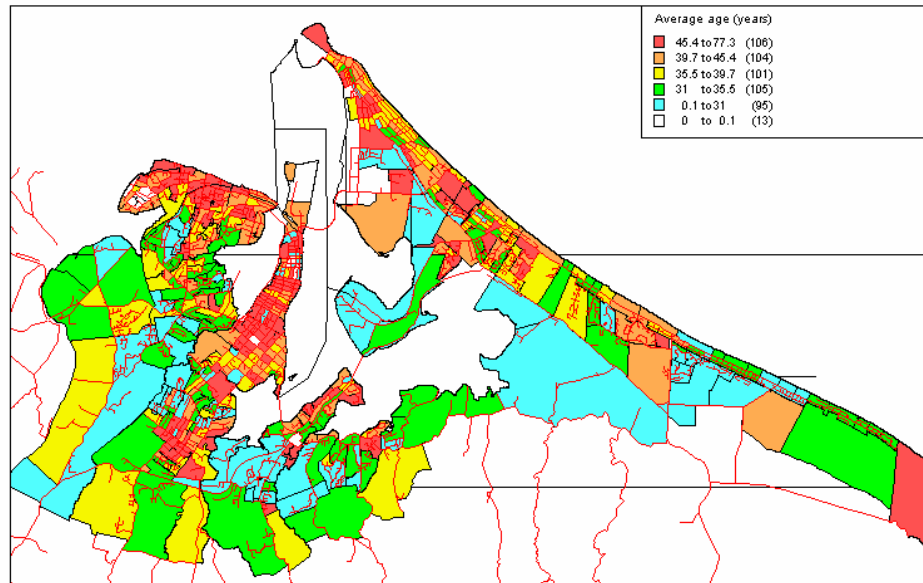 Average age (years)
45.4 to 77.3 (106)
39.7 to 45.4 (104)
35.5 to 39.7 (101)
31 to 35.5 (105)
0.1 to 31 (95)
0 to 0.1 (13)